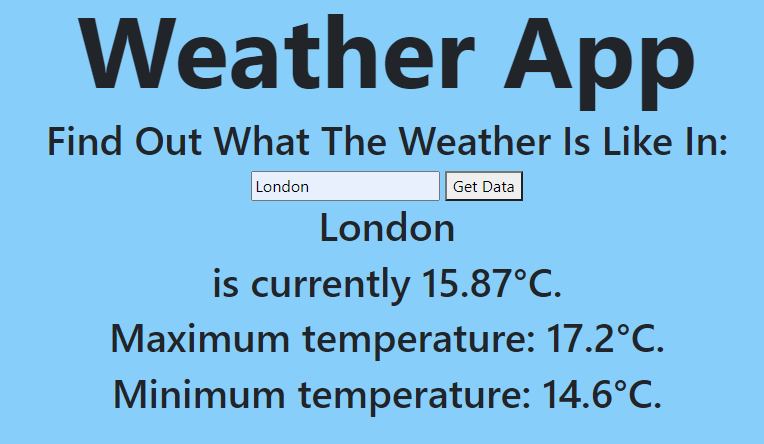 Weather App
Find Out What The Weather Is Like In:
London Get Data
London
is currently 15.87°C.
Maximum temperature: 17.2°C.
Minimum temperature: 14.6°C.